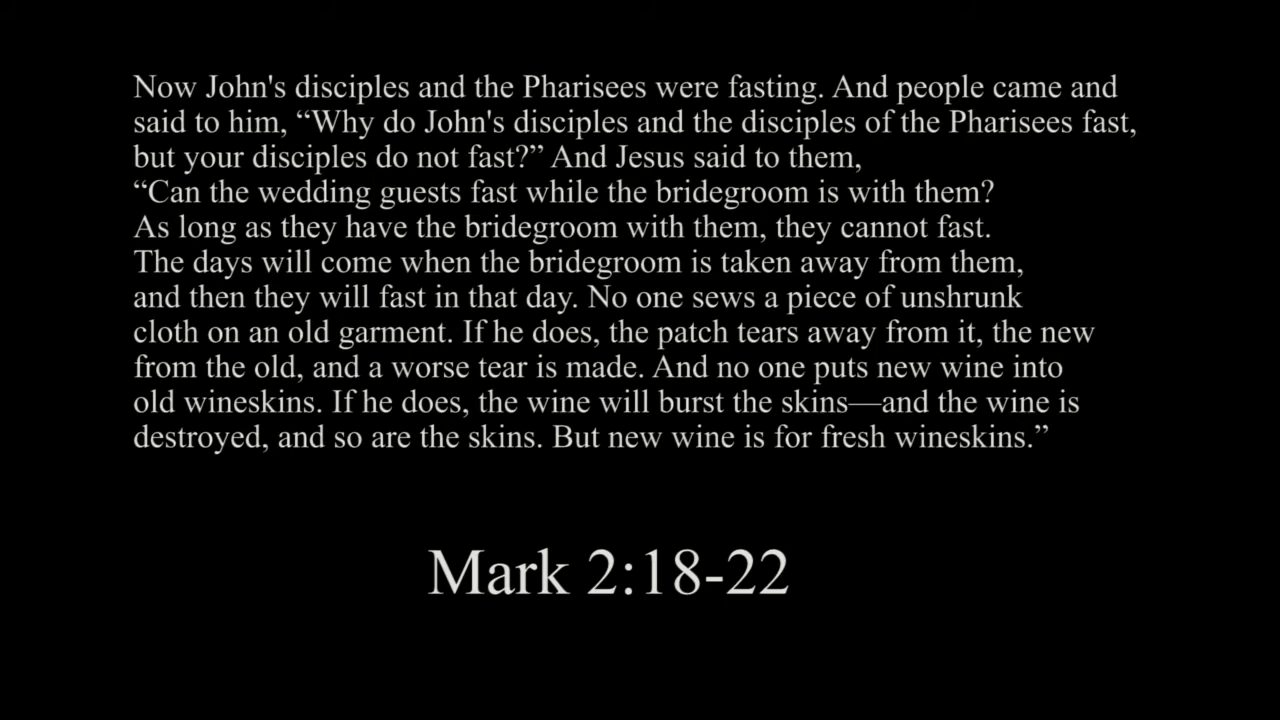 Now John's disciples and the Pharisees were fasting. And people came and
said to him, “Why do John's disciples and the disciples of the Pharisees fast,
but your disciples do not fast?” And Jesus said to them,
“Can the wedding guests fast while the bridegroom is with them?
As long as they have the bridegroom with them, they cannot fast.
The days will come when the bridegroom is taken away from them,
and then they will fast in that day. No one sews a piece of unshrunk
cloth on an old garment. If he does, the patch tears away from it, the new
from the old, and a worse tear is made. And no one puts new wine into
old wineskins. If he does, the wine will burst the skins—and the wine is
destroyed, and so are the skins. But new wine is for fresh wineskins.”
Mark 2:18-22